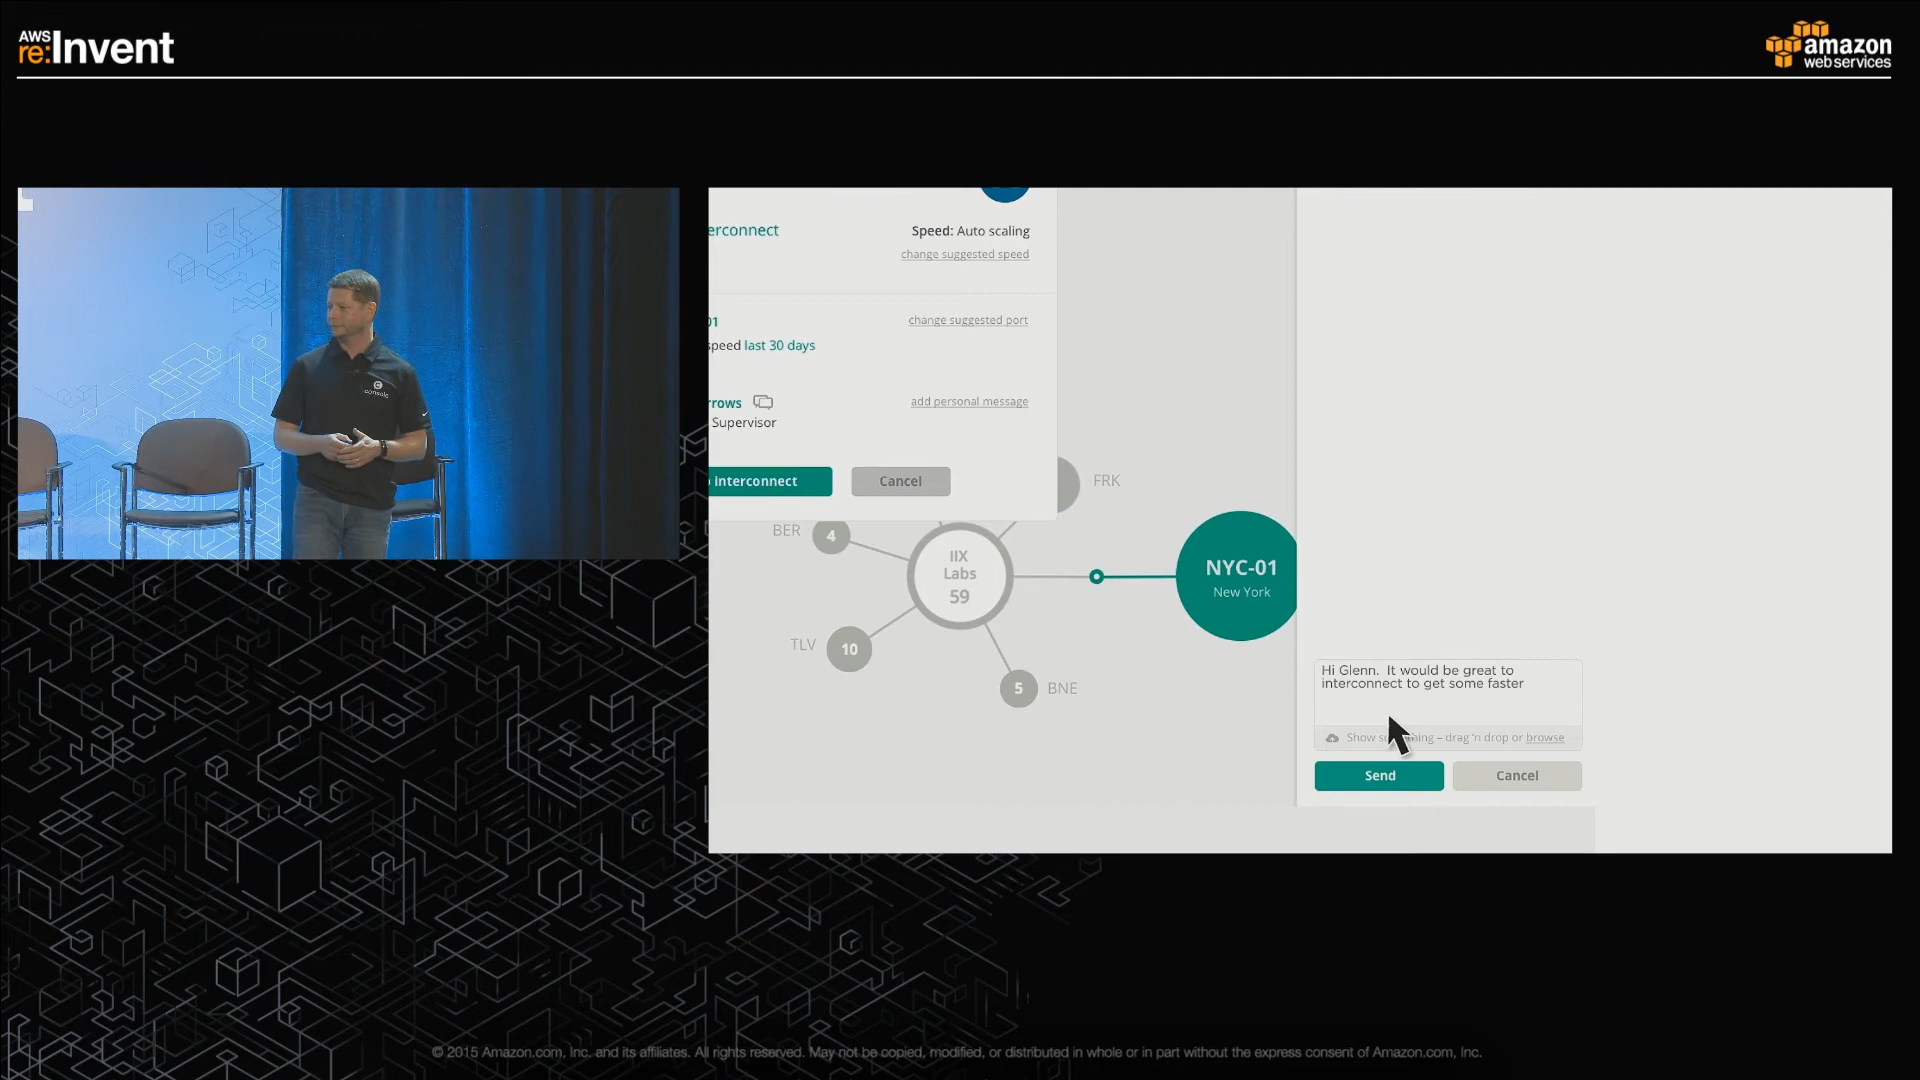 AWS
re:Invent
amazon
web services
console
erconnect
Speed: Auto scaling
change suggested speed
01
change suggested port
speed last 30 days
rrows
add personal message
Supervisor
interconnect
Cancel
FRK
BER
4
IIX
Labs
59
NYC-01
New York
TLV
10
5
BNE
Hi Glenn. It would be great to
interconnect to get some faster
Show - drag 'n drop or browse
Send
Cancel
© 2015 Amazon.com, Inc. and its affiliates. All rights reserved. May not be copied, modified, or distributed in whole or in part without the express consent of Amazon.com, Inc.